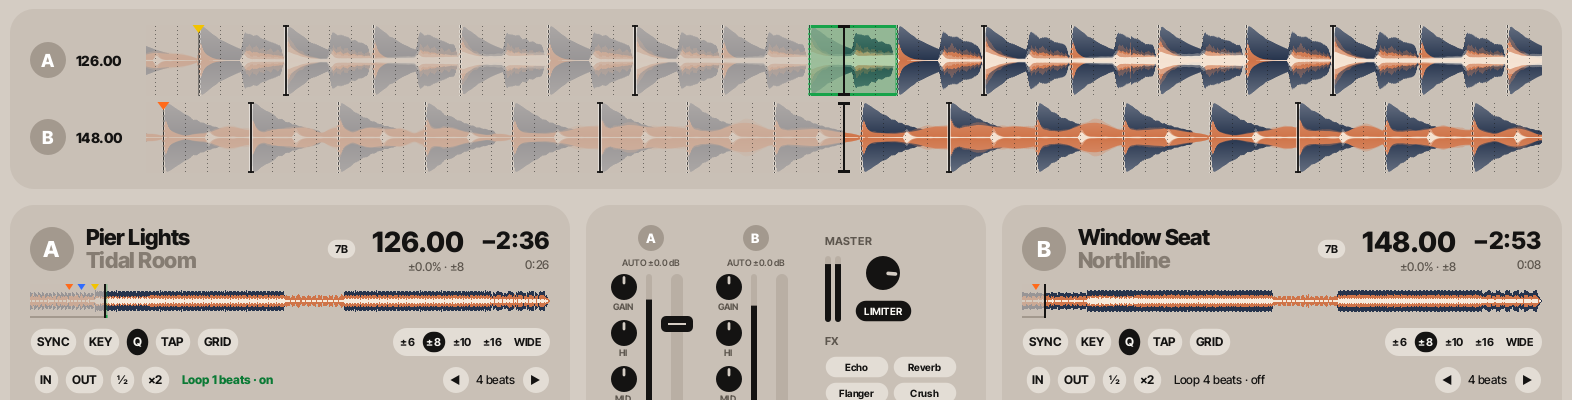 A 126.00
B 148.00
A Pier Lights 7B 126.00 −2:36
Tidal Room ±0.0% · ±8 0:26
SYNC KEY Q TAP GRID ±6 ±8 ±10 ±16 WIDE
IN OUT ½ ×2 Loop 1 beats · on ◀ 4 beats ▶
A B
AUTO ±0.0 dB AUTO ±0.0 dB
GAIN GAIN
HI HI
MID MID
MASTER
LIMITER
FX
Echo Reverb
Flanger Crush
B Window Seat 7B 148.00 −2:53
Northline ±0.0% · ±8 0:08
SYNC KEY Q TAP GRID ±6 ±8 ±10 ±16 WIDE
IN OUT ½ ×2 Loop 4 beats · off ◀ 4 beats ▶